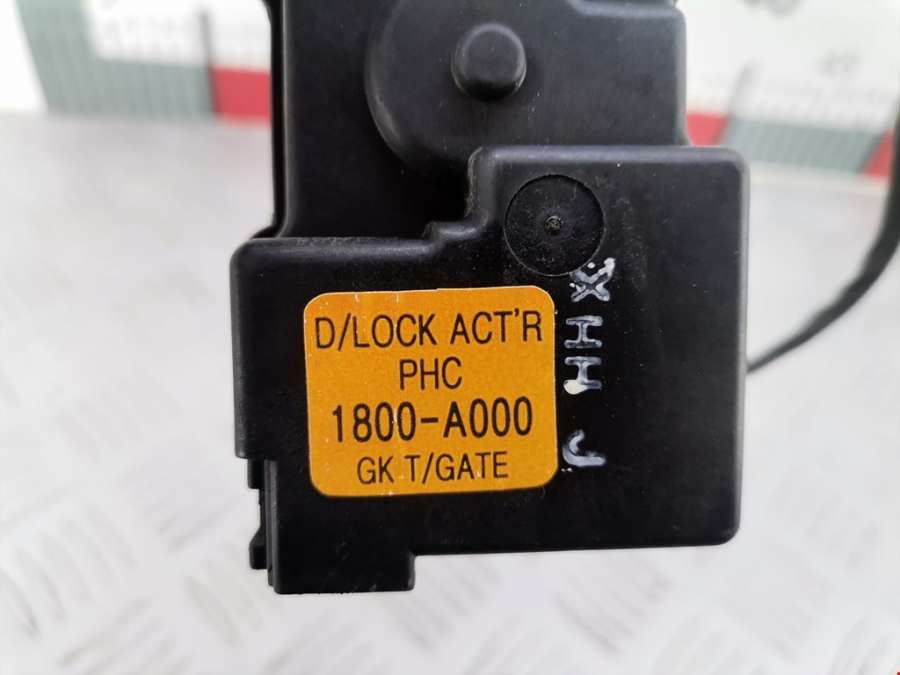 D/LOCK ACT'R
PHC
1800-A000
GK T/GATE